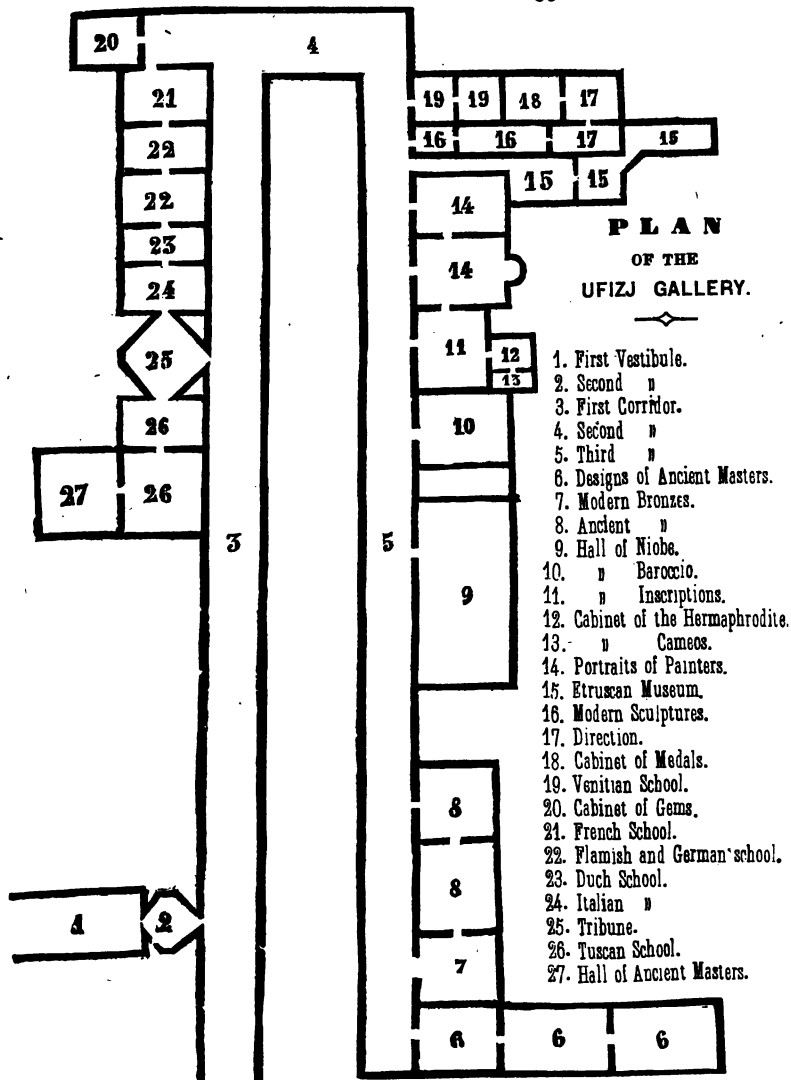 20
4
21
19 19 18 17
16 16 17 15
22
15 15
22
14
23
14
24
25
11
12
13
26
10
27 26
3
5
9
8
8
1
2
7
6 6 6
PLAN
OF THE
UFIZJ GALLERY.
1. First Vestibule.
2. Second "
3. First Corridor.
4. Second "
5. Third "
6. Designs of Ancient Masters.
7. Modern Bronzes.
8. Ancient "
9. Hall of Niobe.
10. " Baroccio.
11. " Inscriptions.
12. Cabinet of the Hermaphrodite.
13. " Cameos.
14. Portraits of Painters.
15. Etruscan Museum.
16. Modern Sculptures.
17. Direction.
18. Cabinet of Medals.
19. Venitian School.
20. Cabinet of Gems.
21. French School.
22. Flamish and German school.
23. Duch School.
24. Italian "
25. Tribune.
26. Tuscan School.
27. Hall of Ancient Masters.